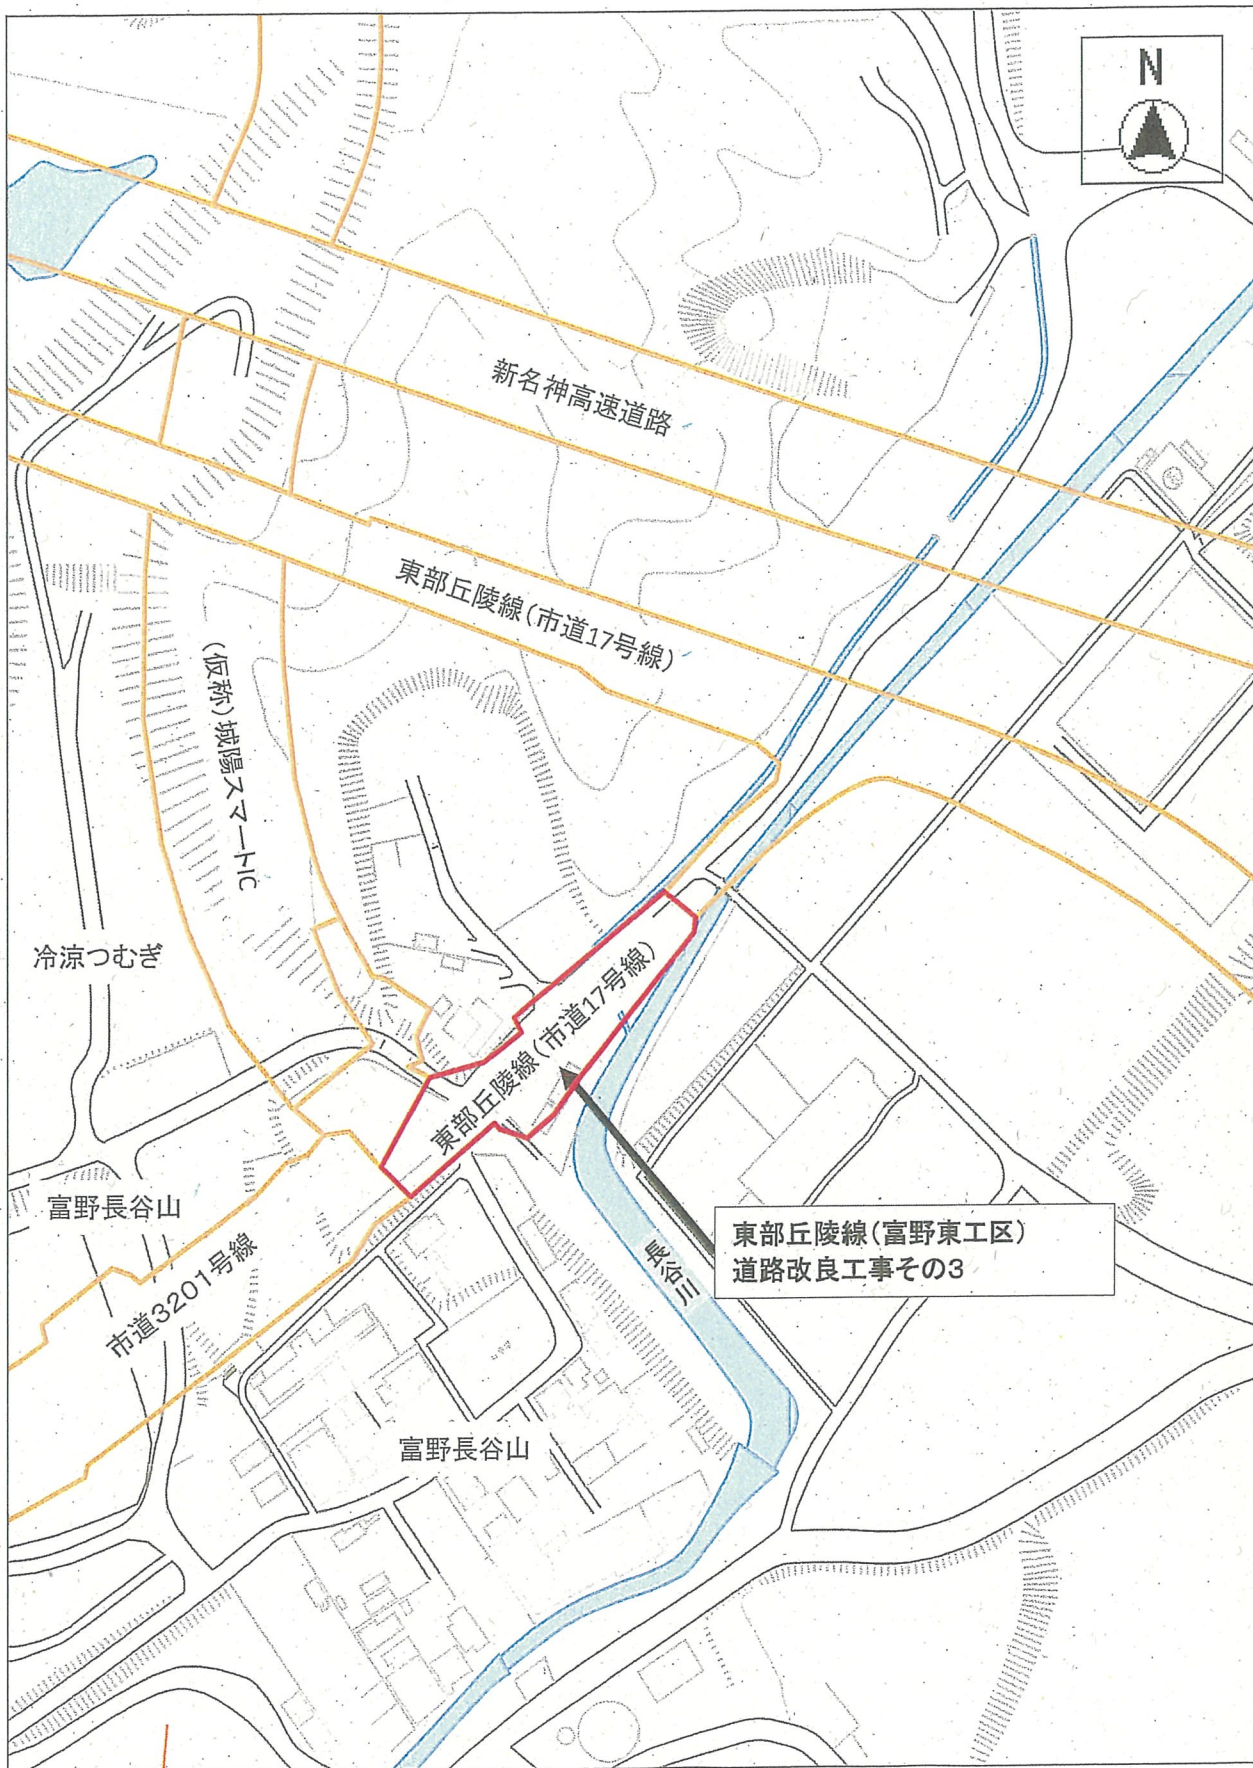 N
新名神高速道路
東部丘陵線(市道17号線)
(仮称)城陽スマートIC
冷涼つむぎ
東部丘陵線(市道17号線)
富野長谷山
市道3201号線
東部丘陵線(富野東工区)
道路改良工事その3
長谷川
富野長谷山